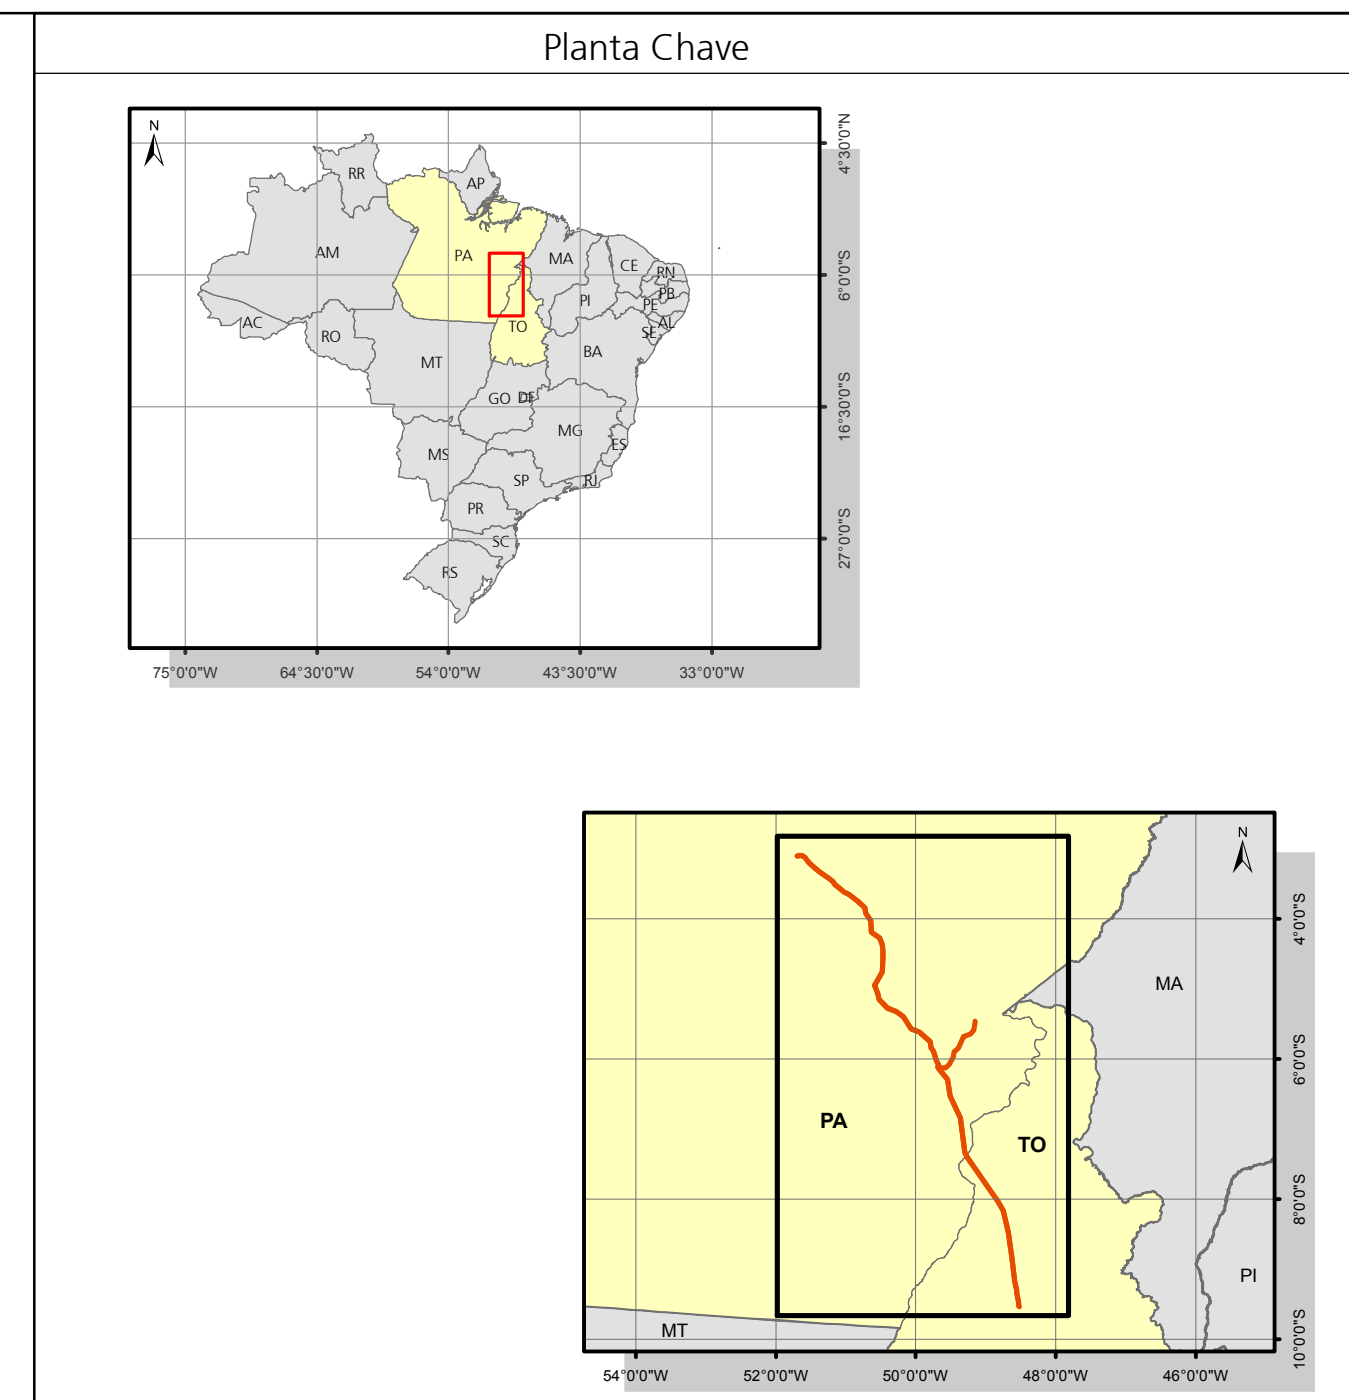 Planta Chave
N
RR
AP
AM
PA
MA
CE
RN
PB
PI
PE
AL
SE
AC
RO
TO
BA
MT
GO
DF
MG
ES
MS
SP
RJ
PR
SC
RS
4°30'0"N
6°0'0"S
16°30'0"S
27°0'0"S
75°0'0"W
64°30'0"W
54°0'0"W
43°30'0"W
33°0'0"W
N
MA
PA
TO
PI
MT
4°0'0"S
6°0'0"S
8°0'0"S
10°0'0"S
54°0'0"W
52°0'0"W
50°0'0"W
48°0'0"W
46°0'0"W